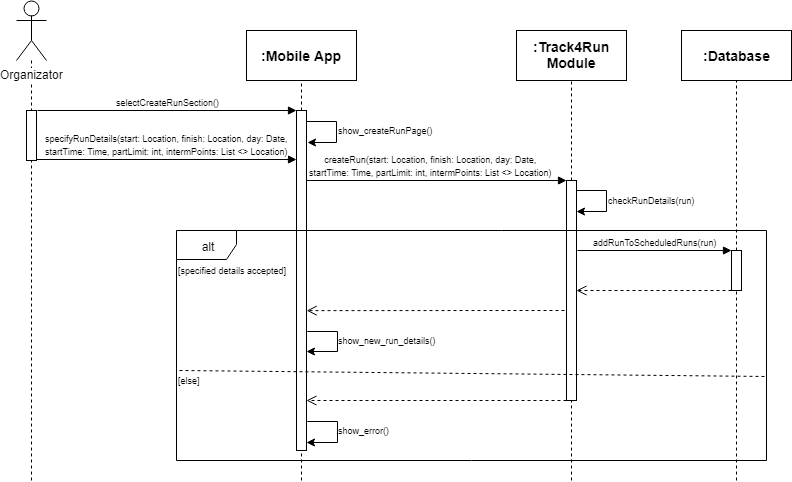 :Mobile App
:Track4Run
Module
:Database
Organizator
selectCreateRunSection()
show_createRunPage()
specifyRunDetails(start: Location, finish: Location, day: Date,
startTime: Time, partLimit: int, intermPoints: List <> Location)
createRun(start: Location, finish: Location, day: Date,
startTime: Time, partLimit: int, intermPoints: List <> Location)
checkRunDetails(run)
alt
addRunToScheduledRuns(run)
[specified details accepted]
show_new_run_details()
[else]
show_error()